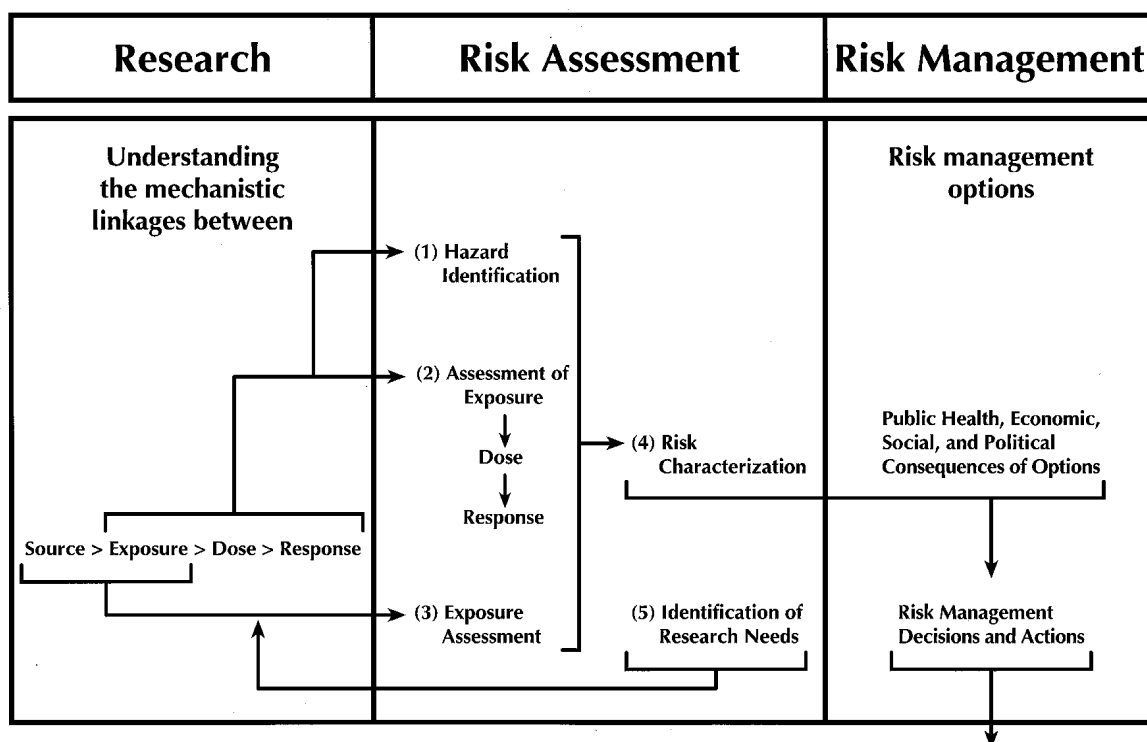 Research
Risk Assessment
Risk Management
Understanding
the mechanistic
linkages between
Source > Exposure > Dose > Response
(1) Hazard
Identification
(2) Assessment of
Exposure
Dose
Response
(3) Exposure
Assessment
(4) Risk
Characterization
(5) Identification of
Research Needs
Risk management
options
Public Health, Economic,
Social, and Political
Consequences of Options
Risk Management
Decisions and Actions